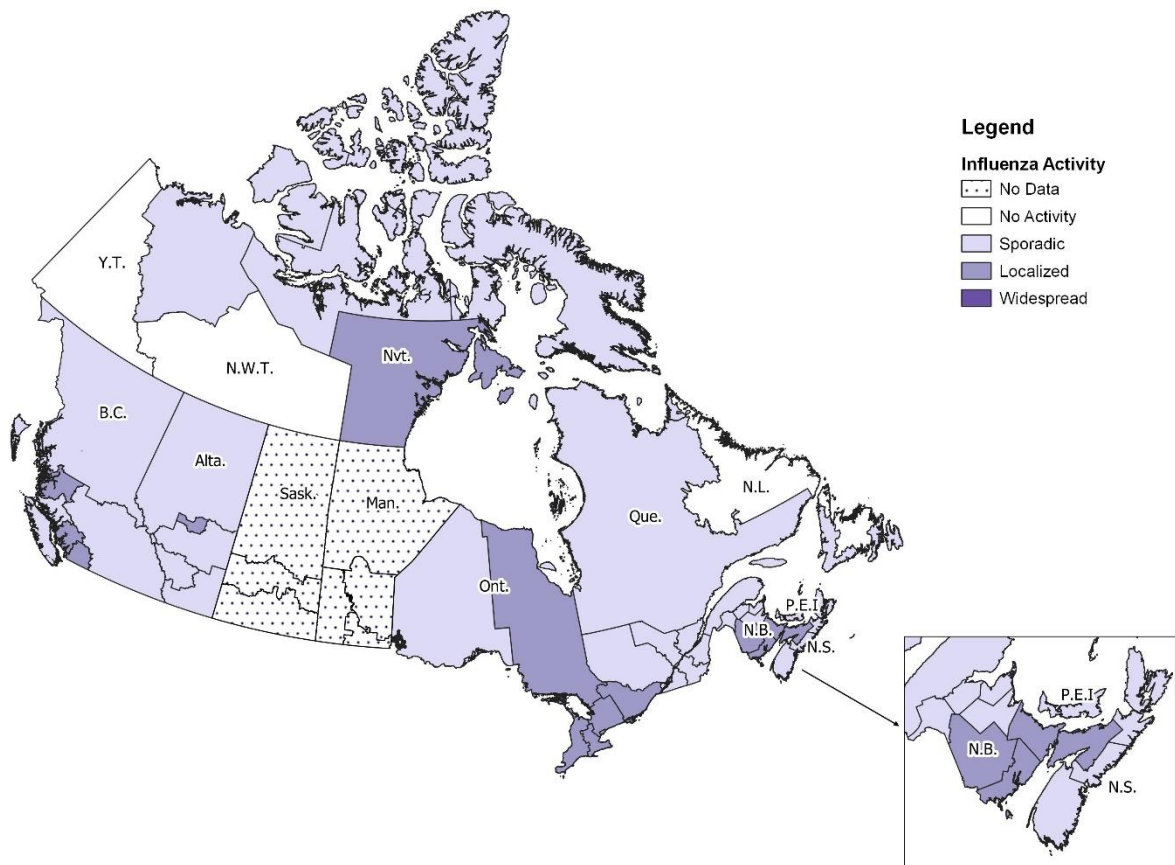 Legend
Influenza Activity
No Data
No Activity
Sporadic
Localized
Widespread
Y.T.
N.W.T.
Nvt.
B.C.
Alta.
Sask.
Man.
Ont.
Que.
N.L.
P.E.I
N.B.
N.S.
P.E.I
N.B.
N.S.